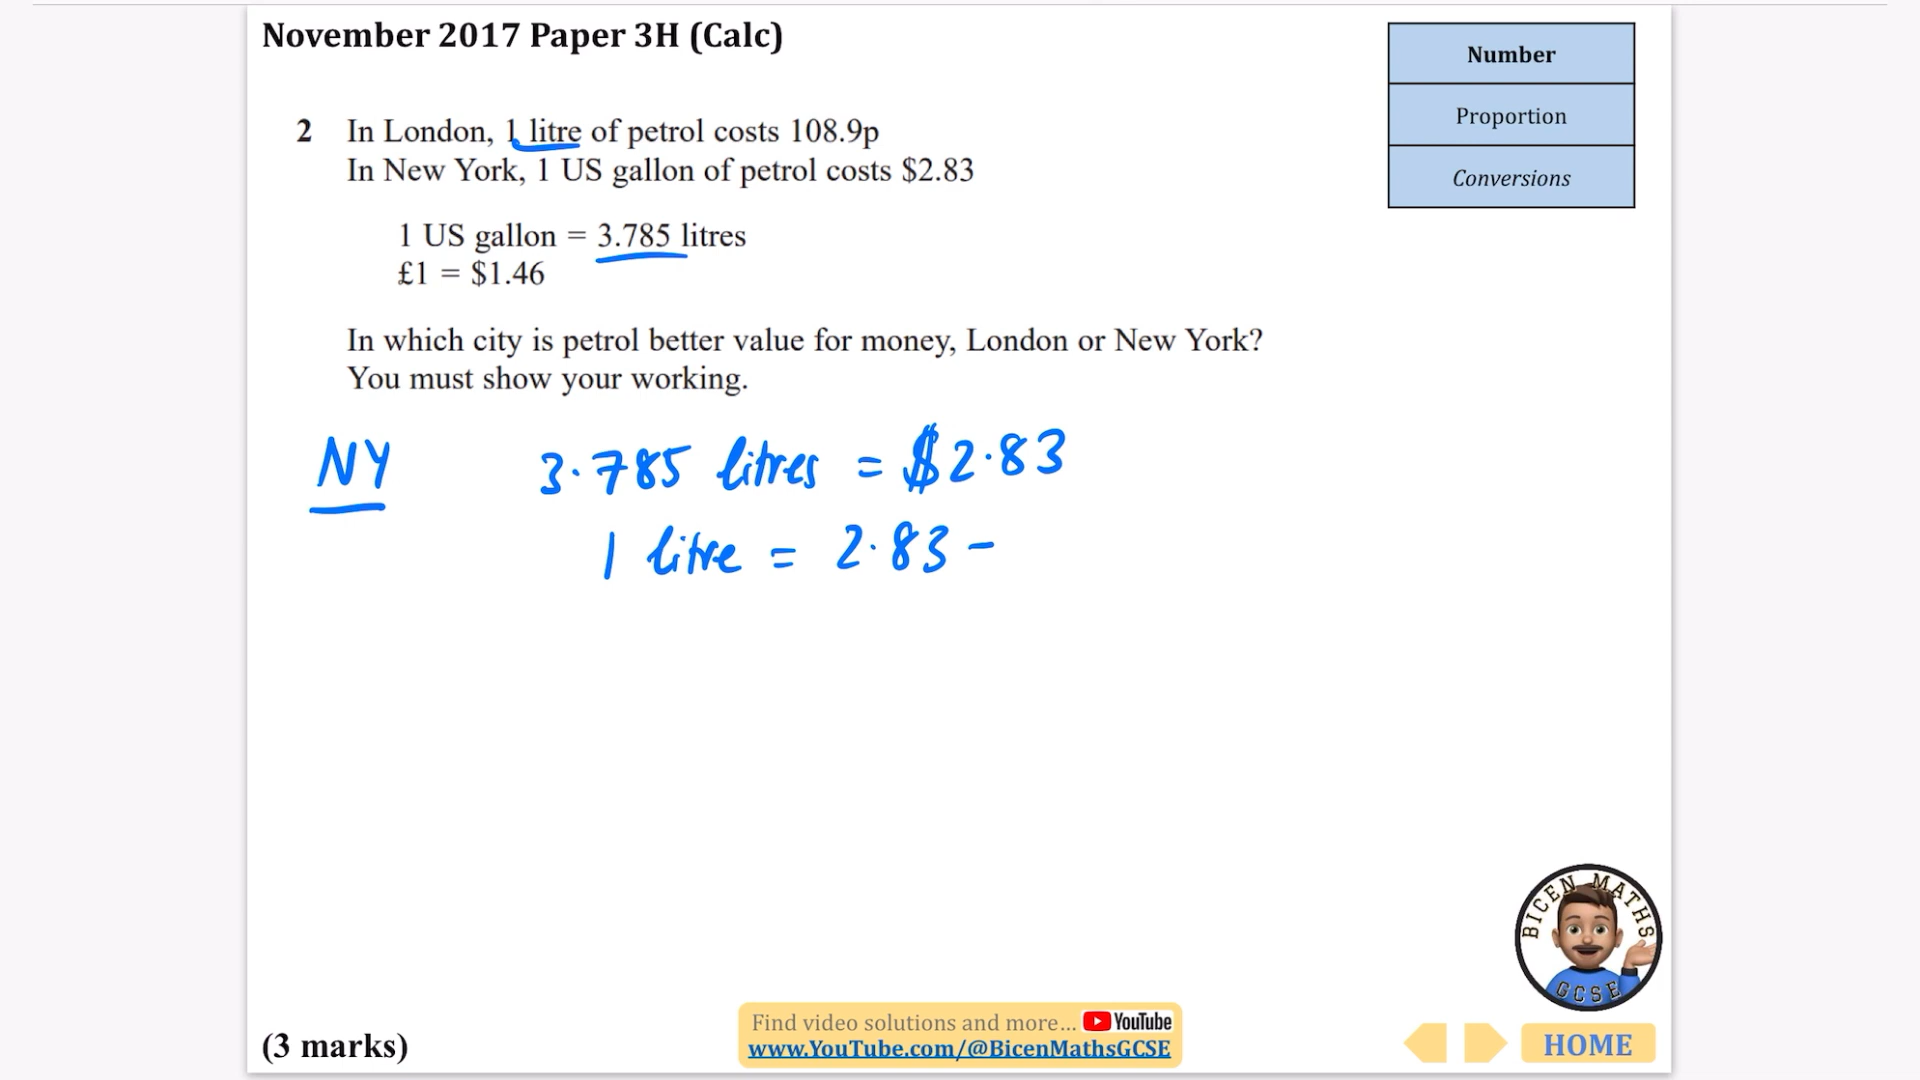 November 2017 Paper 3H (Calc)
Number
Proportion
Conversions
2 In London, 1 litre of petrol costs 108.9p
In New York, 1 US gallon of petrol costs $2.83
1 US gallon = 3.785 litres
£1 = $1.46
In which city is petrol better value for money, London or New York?
You must show your working.
NY 3.785 litres = $2.83
1 litre = 2.83 -
BICEN MATHS
GCSE
(3 marks)
Find video solutions and more... YouTube
www.YouTube.com/@BicenMathsGCSE
HOME